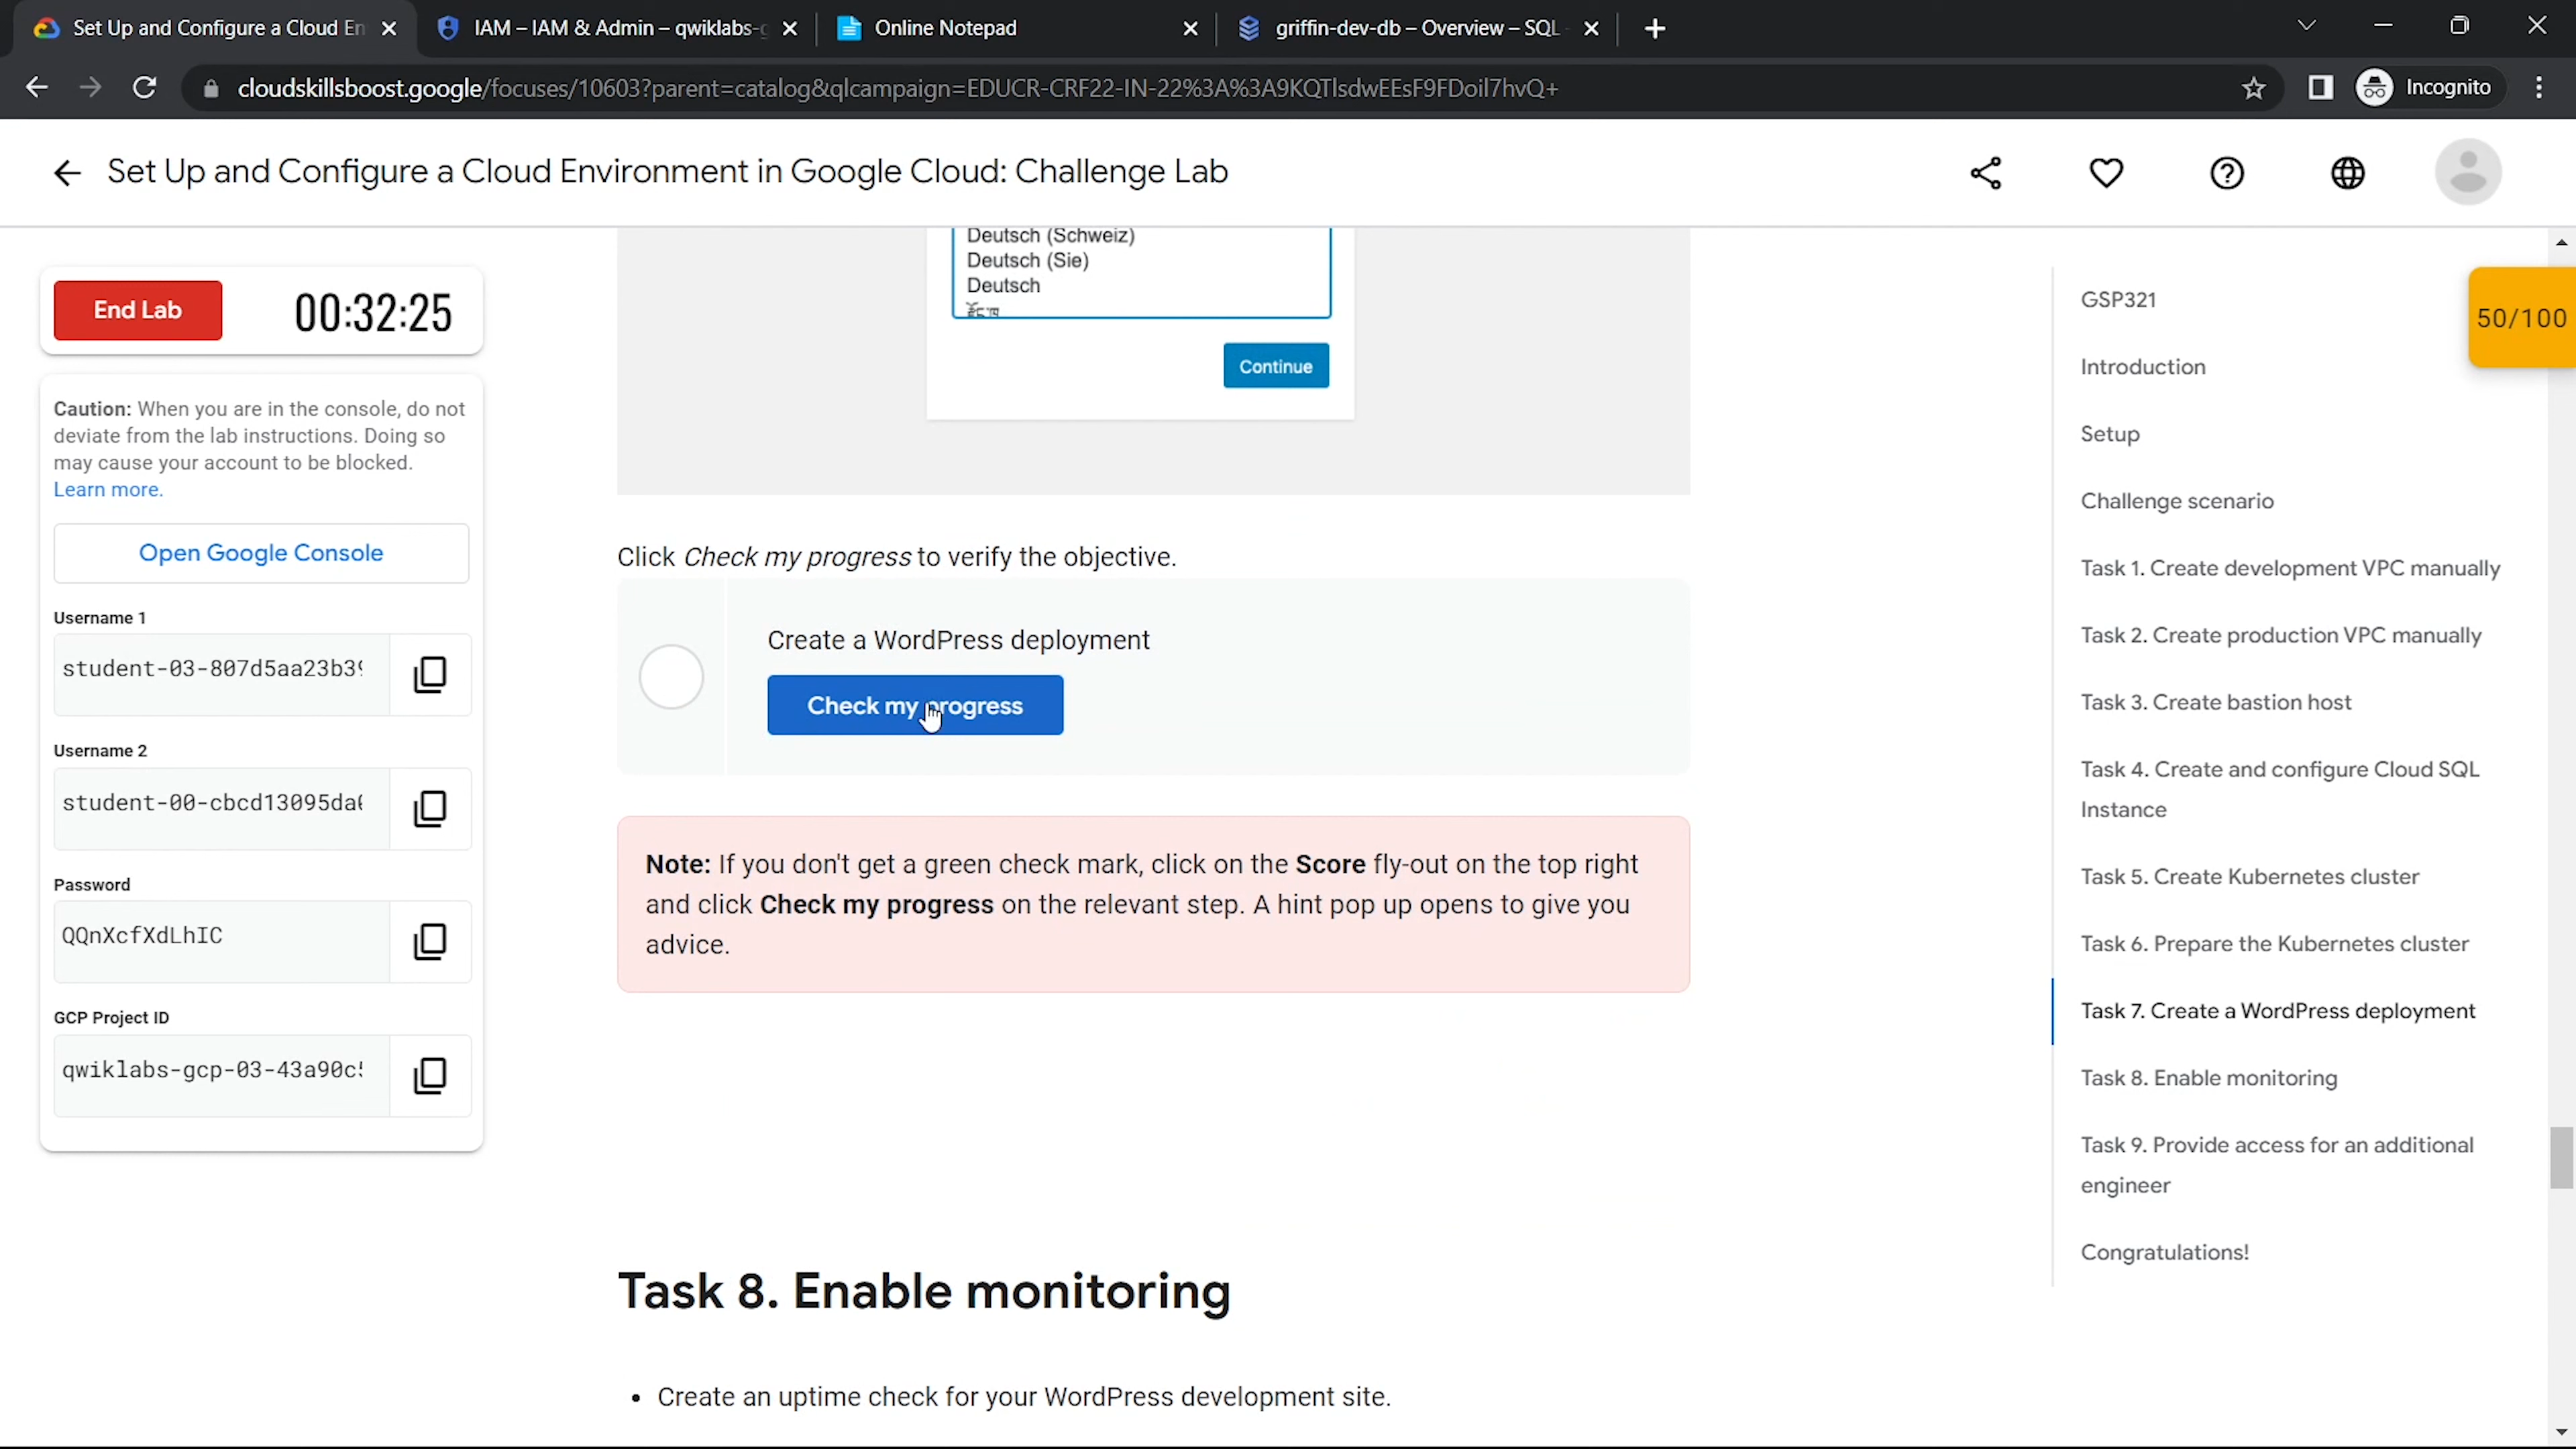 Set Up and Configure a Cloud En
IAM – IAM & Admin – qwiklabs-g
Online Notepad
griffin-dev-db – Overview – SQL
cloudskillsboost.google/focuses/10603?parent=catalog&qlcampaign=EDUCR-CRF22-IN-22%3A%3A9KQTlsdwEEsF9FDoil7hvQ+
Incognito
Set Up and Configure a Cloud Environment in Google Cloud: Challenge Lab
End Lab
00:32:25
Caution: When you are in the console, do not
deviate from the lab instructions. Doing so
may cause your account to be blocked.
Learn more.
Open Google Console
Username 1
student-03-807d5aa23b39
Username 2
student-00-cbcd13095da
Password
QQnXcfXdLhIC
GCP Project ID
qwiklabs-gcp-03-43a90c
Deutsch (Schweiz)
Deutsch (Sie)
Deutsch
Continue
Click Check my progress to verify the objective.
Create a WordPress deployment
Check my progress
Note: If you don't get a green check mark, click on the Score fly-out on the top right
and click Check my progress on the relevant step. A hint pop up opens to give you
advice.
Task 8. Enable monitoring
• Create an uptime check for your WordPress development site.
GSP321
Introduction
Setup
Challenge scenario
Task 1. Create development VPC manually
Task 2. Create production VPC manually
Task 3. Create bastion host
Task 4. Create and configure Cloud SQL
Instance
Task 5. Create Kubernetes cluster
Task 6. Prepare the Kubernetes cluster
Task 7. Create a WordPress deployment
Task 8. Enable monitoring
Task 9. Provide access for an additional
engineer
Congratulations!
50/100